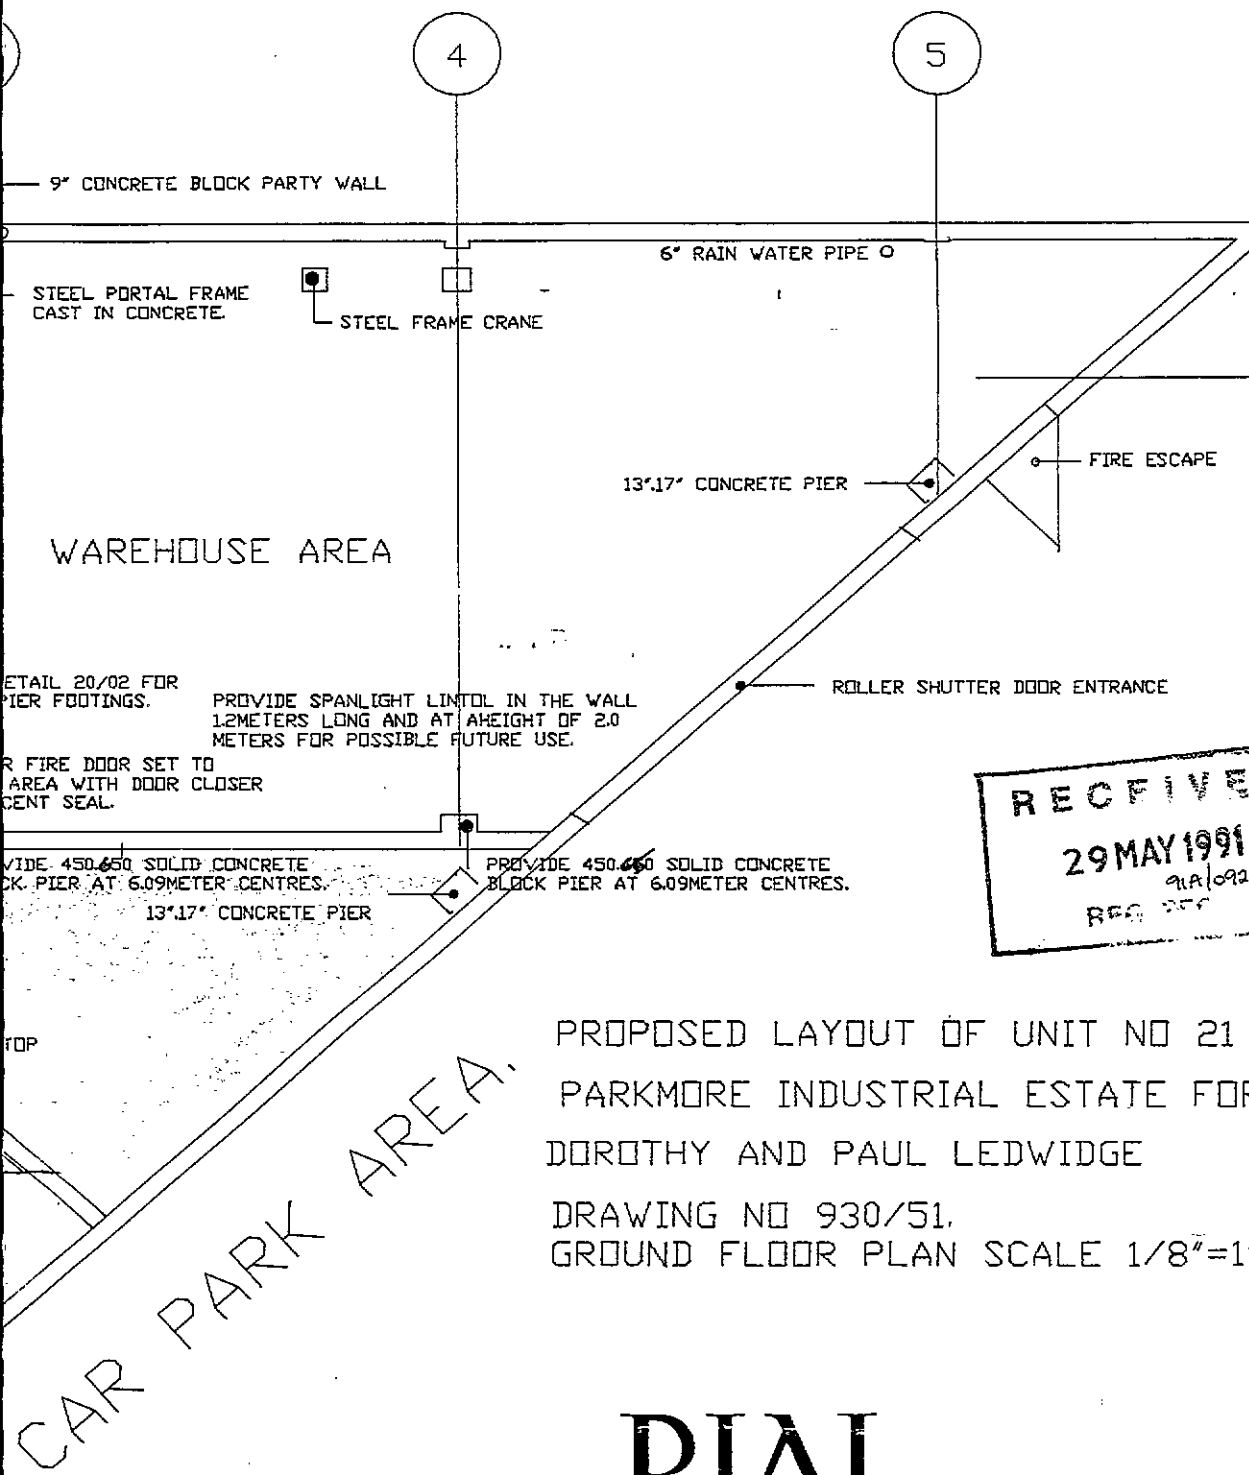 4
5
9" CONCRETE BLOCK PARTY WALL
6" RAIN WATER PIPE
STEEL PORTAL FRAME
CAST IN CONCRETE.
STEEL FRAME CRANE
FIRE ESCAPE
13".17" CONCRETE PIER
WAREHOUSE AREA
ETAIL 20/02 FOR
IER FOOTINGS.
PROVIDE SPANLIGHT LINTOL IN THE WALL
1.2METERS LONG AND AT AHEIGHT OF 2.0
METERS FOR POSSIBLE FUTURE USE.
ROLLER SHUTTER DOOR ENTRANCE
R FIRE DOOR SET TO
AREA WITH DOOR CLOSER
CENT SEAL.
RECEIVE
29 MAY 1991
91A/092
REG
VIDE 450.650 SOLID CONCRETE
CK PIER AT 6.09METER CENTRES.
PROVIDE 450.650 SOLID CONCRETE
BLOCK PIER AT 6.09METER CENTRES.
13".17" CONCRETE PIER
TOP
PROPOSED LAYOUT OF UNIT NO 21
PARKMORE INDUSTRIAL ESTATE FOR
DOROTHY AND PAUL LEDWIDGE
DRAWING NO 930/51.
GROUND FLOOR PLAN SCALE 1/8"=1'
CAR PARK AREA.